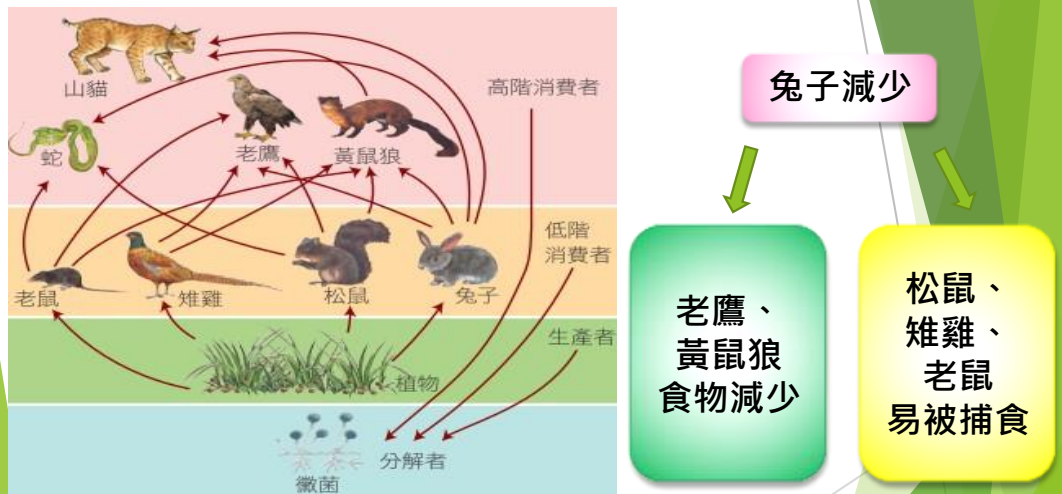 山貓
高階消費者
蛇
老鷹
黃鼠狼
低階
消費者
老鼠
雉雞
松鼠
兔子
生產者
植物
分解者
黴菌
兔子減少
老鷹、
黃鼠狼
食物減少
松鼠、
雉雞、
老鼠
易被捕食